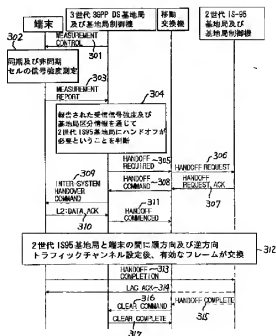 端末
3世代 3GPP DS基地局
及び基地局制御機
移動
交換機
2世代 IS-95
基地局及び
基地局制御機
302
MEASUREMENT
CONTROL
301
同期及び非同期
セルの信号強度測定
303
MEASUREMENT
REPORT
304
報告された受信信号強度及び
基地局区分情報を通じて
2世代 IS95基地局にハンドオフが
必要ということを判断
HANDOFF
REQUIRED
305
306
HANDOFF REQUEST
309
INTER-SYSTEM
HANDOVER
COMMAND
HANDOFF
COMMAND
308
HANDOFF
REQUEST ACK
307
310
L2:DATA ACK
311
HANDOFF
COMMENCED
2世代 IS95基地局と端末の間に順方向及び逆方向
トラフィックチャンネル設定後、有効なフレームが交換
312
HANDOFF
COMPLETION
313
LAC ACK
314
316
CLEAR COMMAND
HANDOFF COMPLETE
315
CLEAR COMPLETE
317